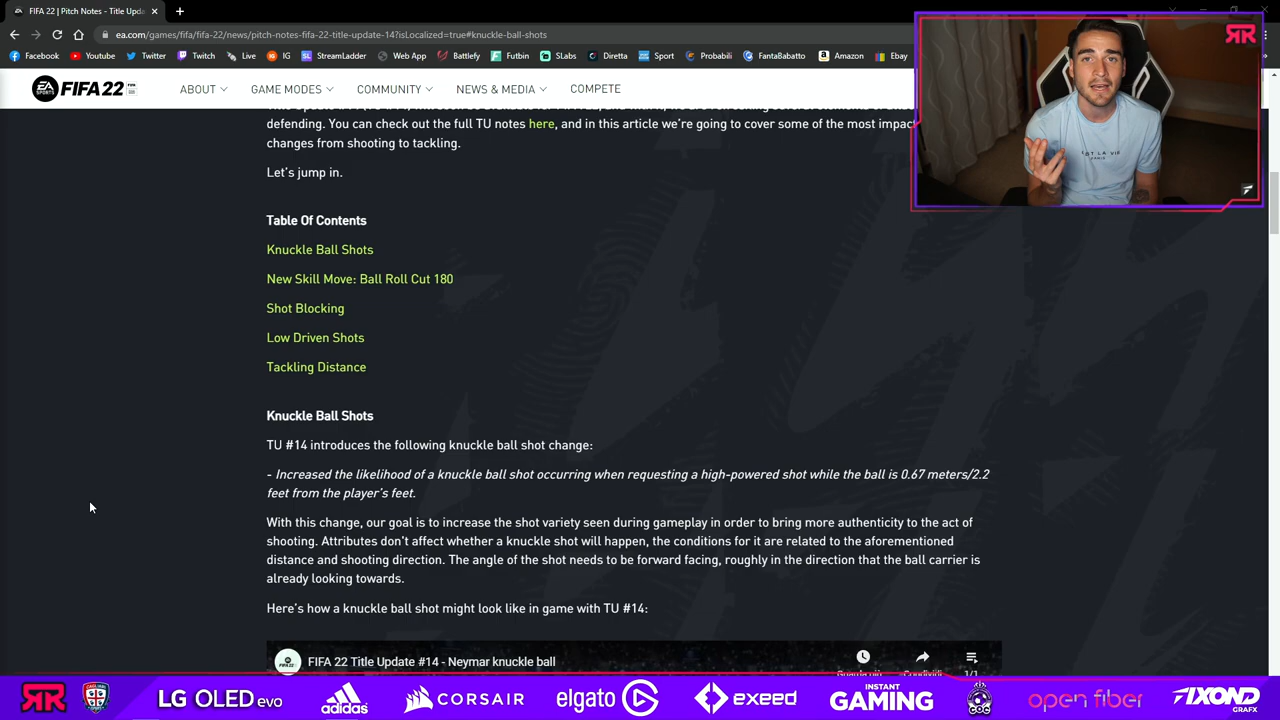 FIFA 22 | Pitch Notes - Title Upda
ea.com/games/fifa/fifa-22/news/pitch-notes-fifa-22-title-update-14?isLocalized=true#knuckle-ball-shots
Facebook Youtube Twitter Twitch Live IG StreamLadder Web App Battlefy Futbin SLabs Diretta Sport Probabili FantaBabatto Amazon Ebay
EA SPORTS FIFA 22 ABOUT GAME MODES COMMUNITY NEWS & MEDIA COMPETE
defending. You can check out the full TU notes here, and in this article we're going to cover some of the most impact
changes from shooting to tackling.
Let's jump in.
Table Of Contents
Knuckle Ball Shots
New Skill Move: Ball Roll Cut 180
Shot Blocking
Low Driven Shots
Tackling Distance
Knuckle Ball Shots
TU #14 introduces the following knuckle ball shot change:
- Increased the likelihood of a knuckle ball shot occurring when requesting a high-powered shot while the ball is 0.67 meters/2.2
feet from the player's feet.
With this change, our goal is to increase the shot variety seen during gameplay in order to bring more authenticity to the act of
shooting. Attributes don't affect whether a knuckle shot will happen, the conditions for it are related to the aforementioned
distance and shooting direction. The angle of the shot needs to be forward facing, roughly in the direction that the ball carrier is
already looking towards.
Here's how a knuckle ball shot might look like in game with TU #14:
FIFA 22 Title Update #14 - Neymar knuckle ball
1/1
LG OLED evo adidas CORSAIR elgato exeed INSTANT GAMING COG open fiber IXOND GRAFX